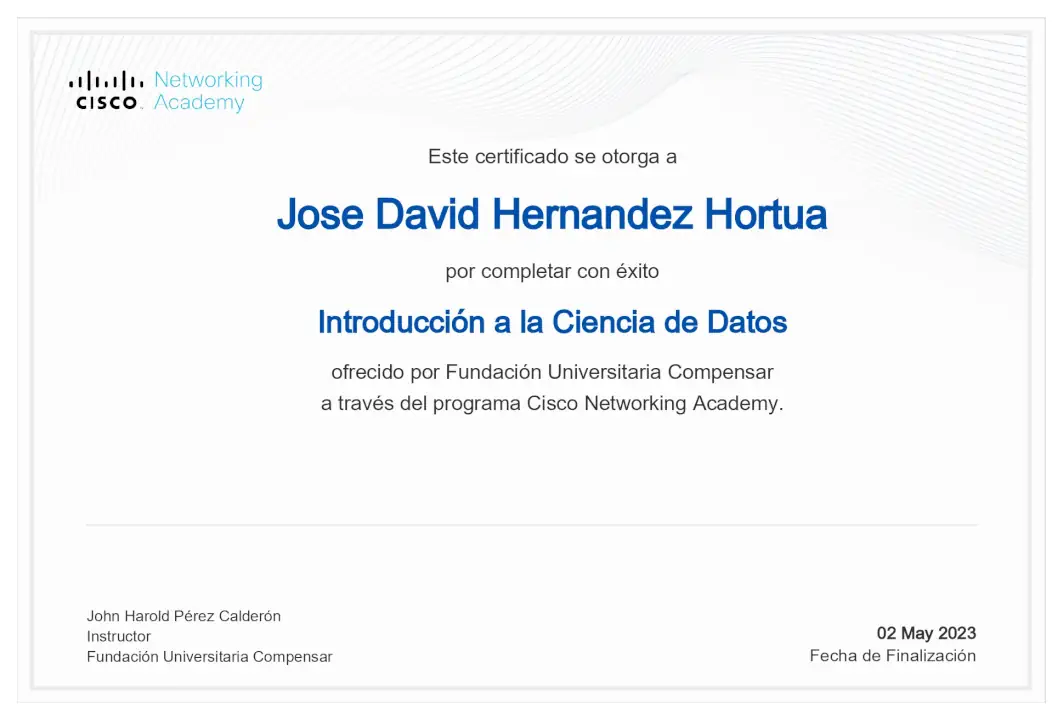 Networking
CISCO Academy
Este certificado se otorga a
Jose David Hernandez Hortua
por completar con éxito
Introducción a la Ciencia de Datos
ofrecido por Fundación Universitaria Compensar
a través del programa Cisco Networking Academy.
John Harold Pérez Calderón
Instructor
Fundación Universitaria Compensar
02 May 2023
Fecha de Finalización